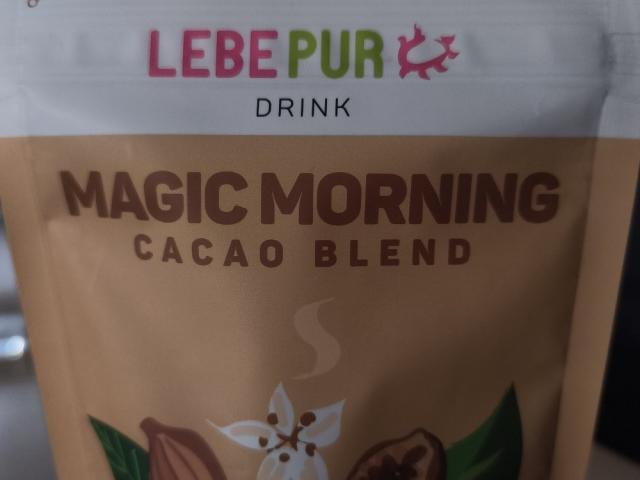 LEBEPUR
DRINK
MAGIC MORNING
CACAO BLEND